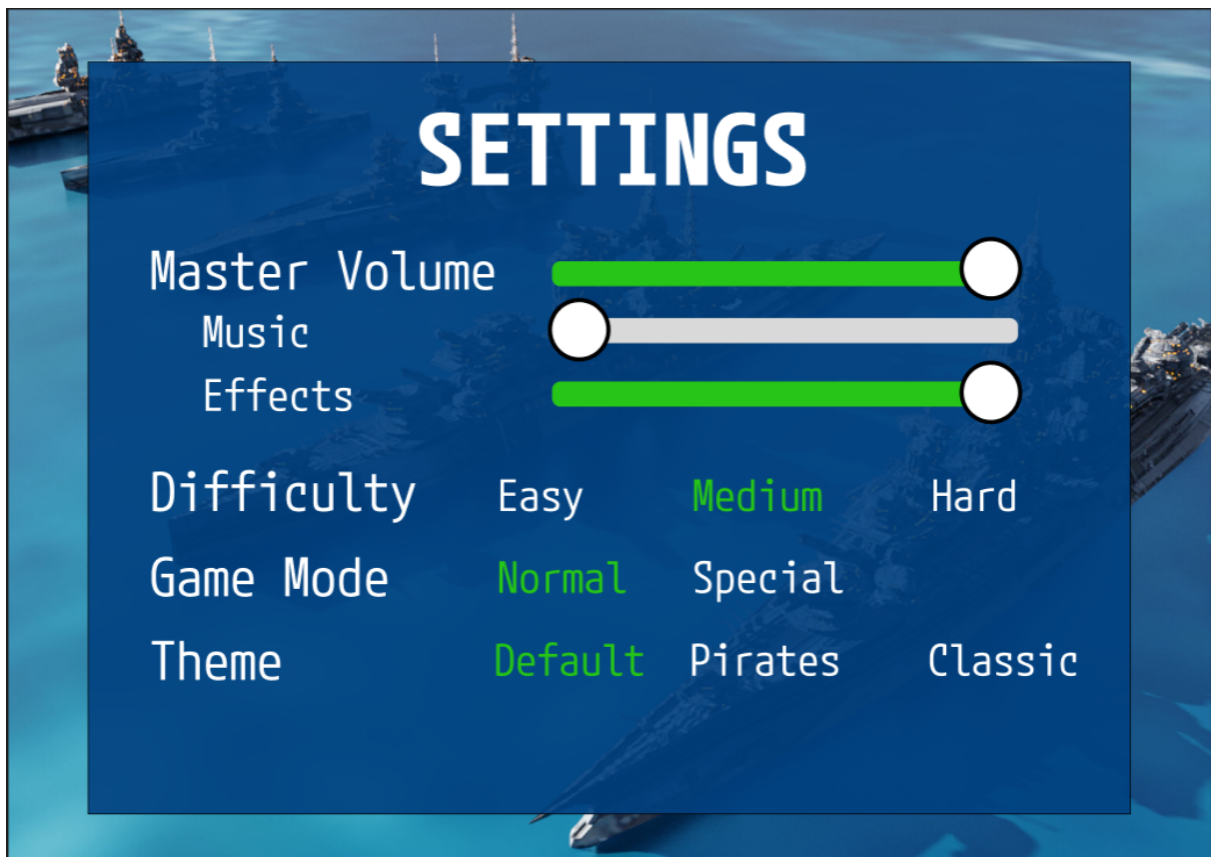 SETTINGS
Master Volume
Music
Effects
Difficulty Easy Medium Hard
Game Mode Normal Special
Theme Default Pirates Classic